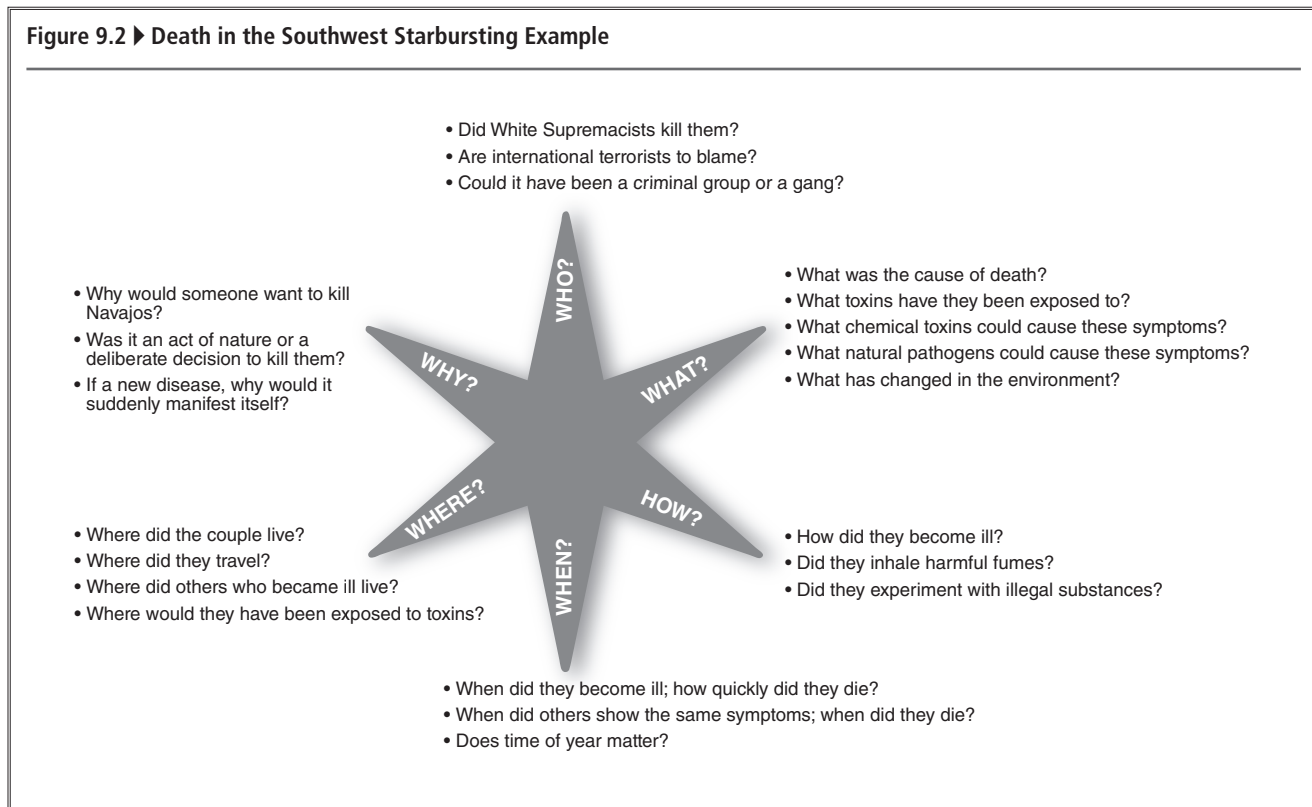 Figure 9.2 ▶ Death in the Southwest Starbursting Example
• Did White Supremacists kill them?
• Are international terrorists to blame?
• Could it have been a criminal group or a gang?
WHO?
• What was the cause of death?
• What toxins have they been exposed to?
• What chemical toxins could cause these symptoms?
• What natural pathogens could cause these symptoms?
• What has changed in the environment?
WHAT?
• Why would someone want to kill
Navajos?
• Was it an act of nature or a
deliberate decision to kill them?
• If a new disease, why would it
suddenly manifest itself?
WHY?
WHERE?
• Where did the couple live?
• Where did they travel?
• Where did others who became ill live?
• Where would they have been exposed to toxins?
HOW?
• How did they become ill?
• Did they inhale harmful fumes?
• Did they experiment with illegal substances?
WHEN?
• When did they become ill; how quickly did they die?
• When did others show the same symptoms; when did they die?
• Does time of year matter?